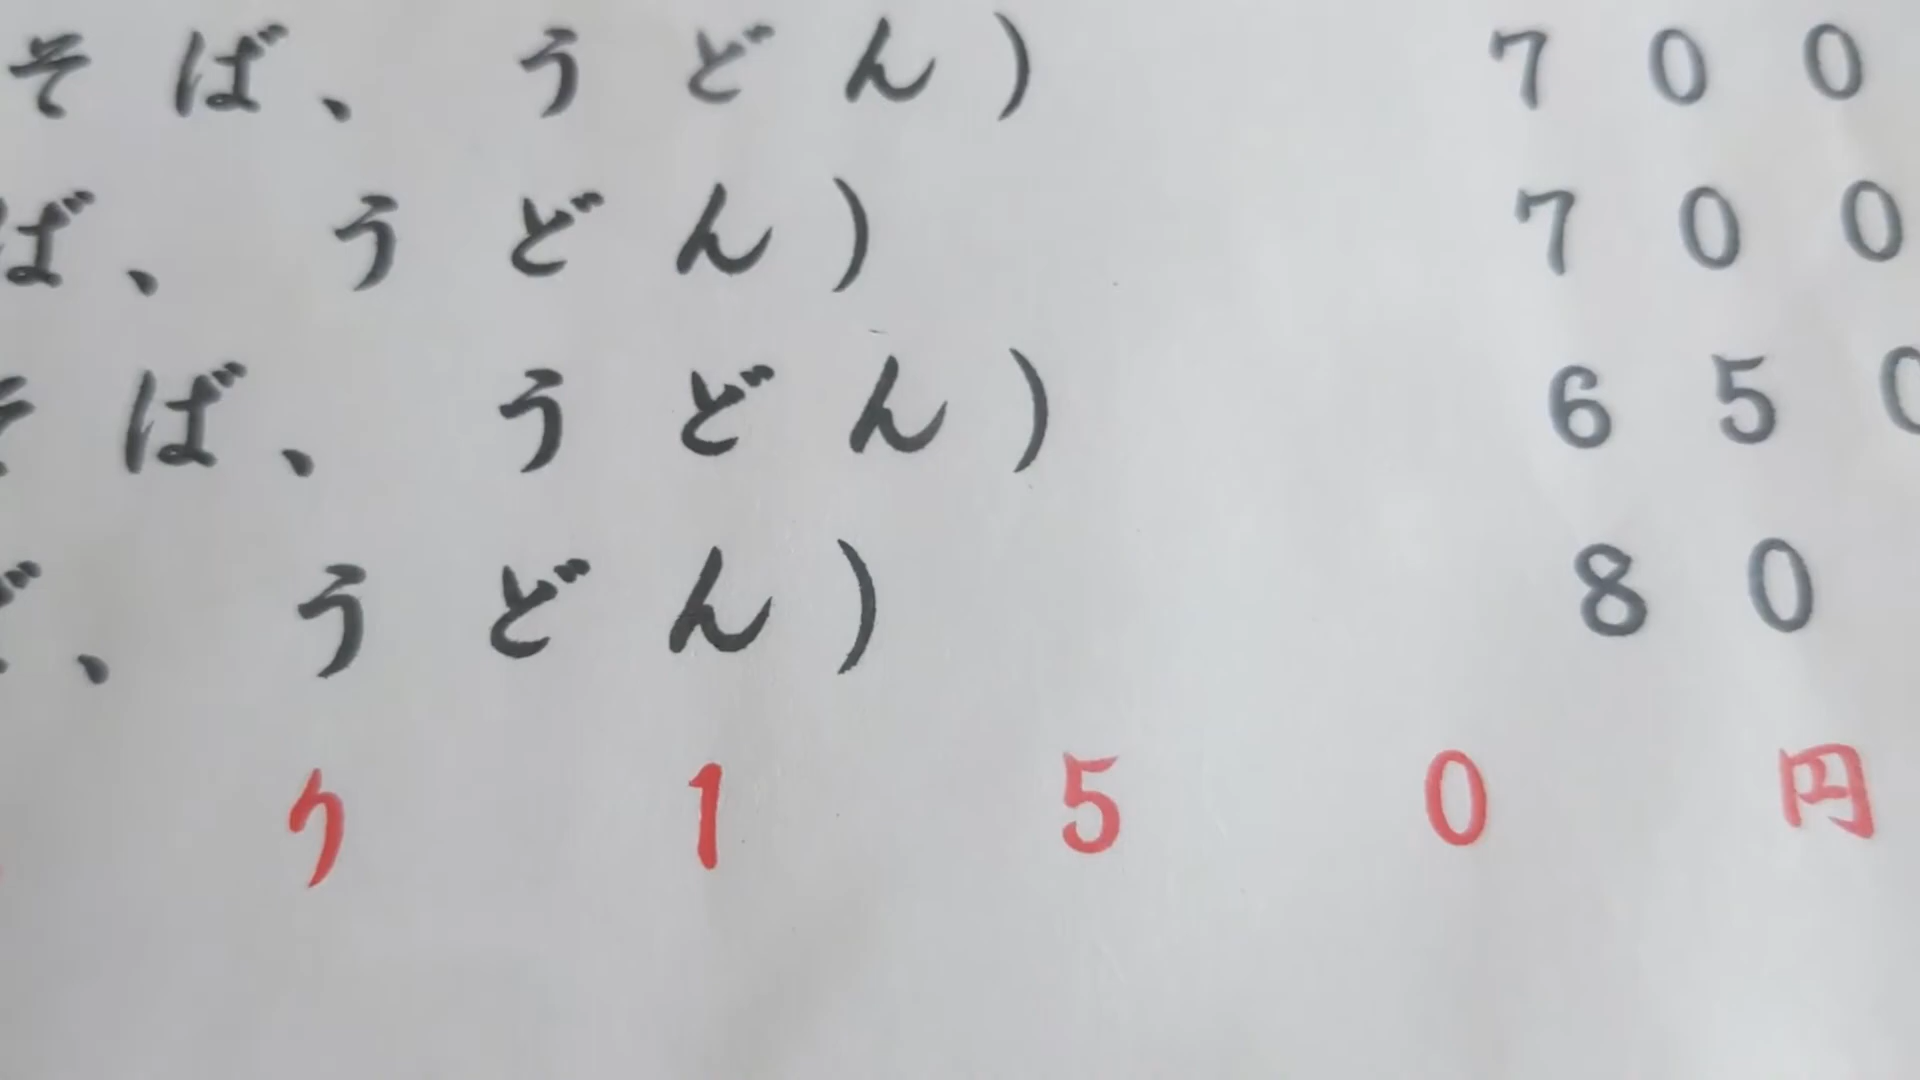 そば、うどん) 700
ば、うどん) 700
そば、うどん) 650
、うどん) 80
り150円